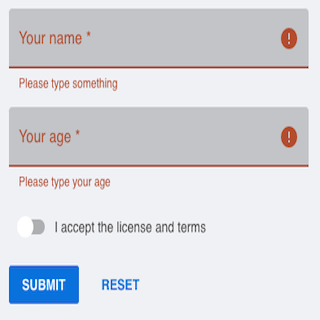 Your name *
Please type something
Your age *
Please type your age
I accept the license and terms
SUBMIT RESET